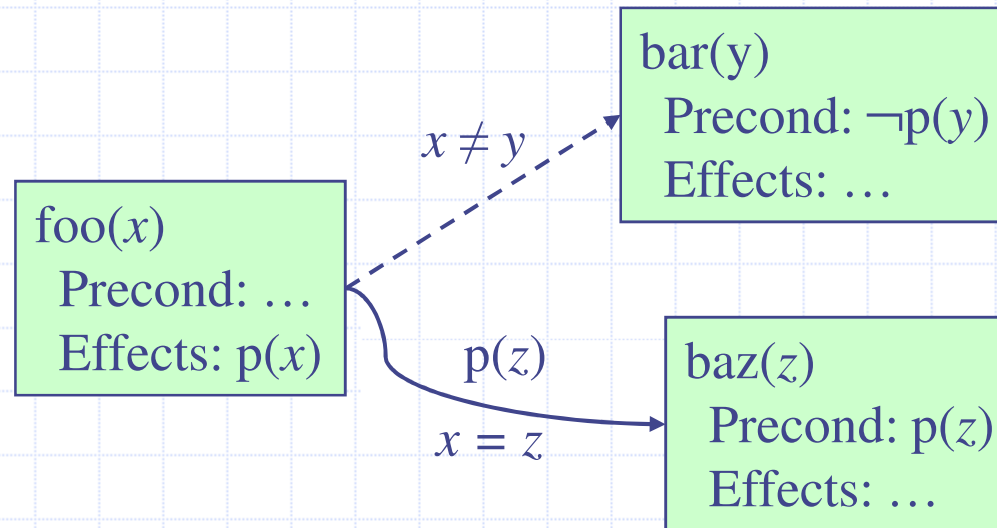 bar(y)
Precond: ¬p(y)
Effects: …
x ≠ y
foo(x)
Precond: …
Effects: p(x)
p(z)
x = z
baz(z)
Precond: p(z)
Effects: …